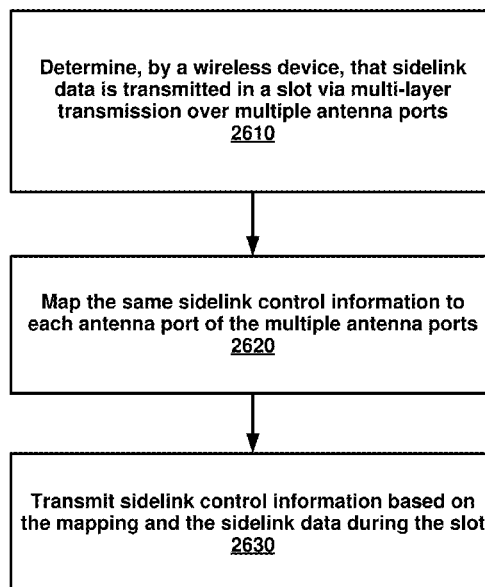 Determine, by a wireless device, that sidelink
data is transmitted in a slot via multi-layer
transmission over multiple antenna ports
2610
Map the same sidelink control information to
each antenna port of the multiple antenna ports
2620
Transmit sidelink control information based on
the mapping and the sidelink data during the slot
2630